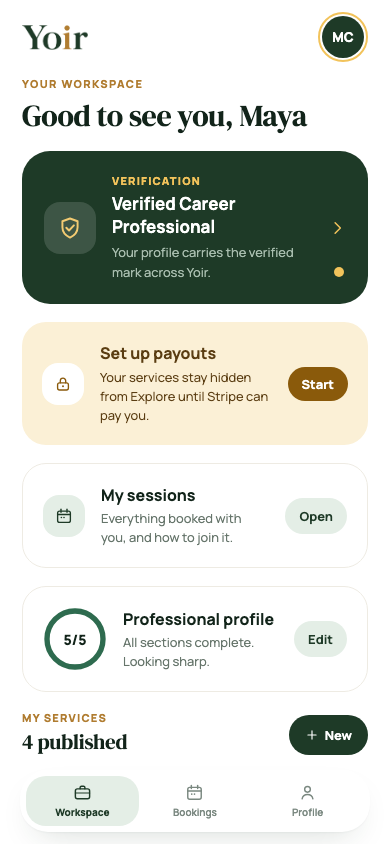 Yoir
MC
YOUR WORKSPACE
Good to see you, Maya
VERIFICATION
Verified Career
Professional
Your profile carries the verified
mark across Yoir.
Set up payouts
Your services stay hidden
from Explore until Stripe can
pay you.
Start
My sessions
Everything booked with
you, and how to join it.
Open
5/5
Professional profile
All sections complete.
Looking sharp.
Edit
MY SERVICES
4 published
+ New
Workspace
Bookings
Profile